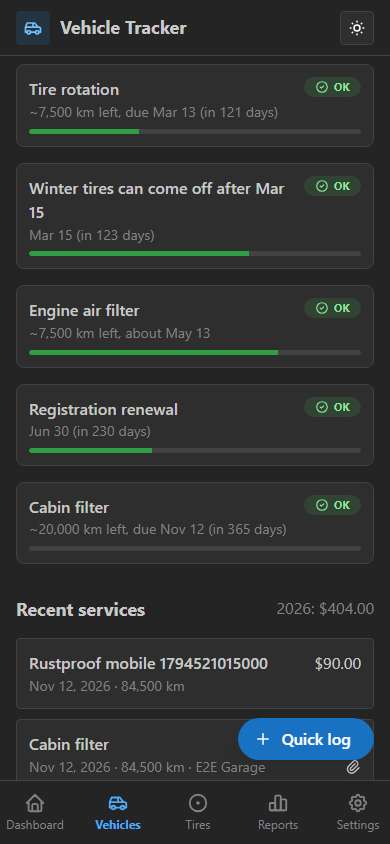 Vehicle Tracker
Tire rotation
OK
~7,500 km left, due Mar 13 (in 121 days)
Winter tires can come off after Mar
15
OK
Mar 15 (in 123 days)
Engine air filter
OK
~7,500 km left, about May 13
Registration renewal
OK
Jun 30 (in 230 days)
Cabin filter
OK
~20,000 km left, due Nov 12 (in 365 days)
Recent services
2026: $404.00
Rustproof mobile 1794521015000
$90.00
Nov 12, 2026 · 84,500 km
Cabin filter
Nov 12, 2026 · 84,500 km · E2E Garage
Quick log
Dashboard
Vehicles
Tires
Reports
Settings